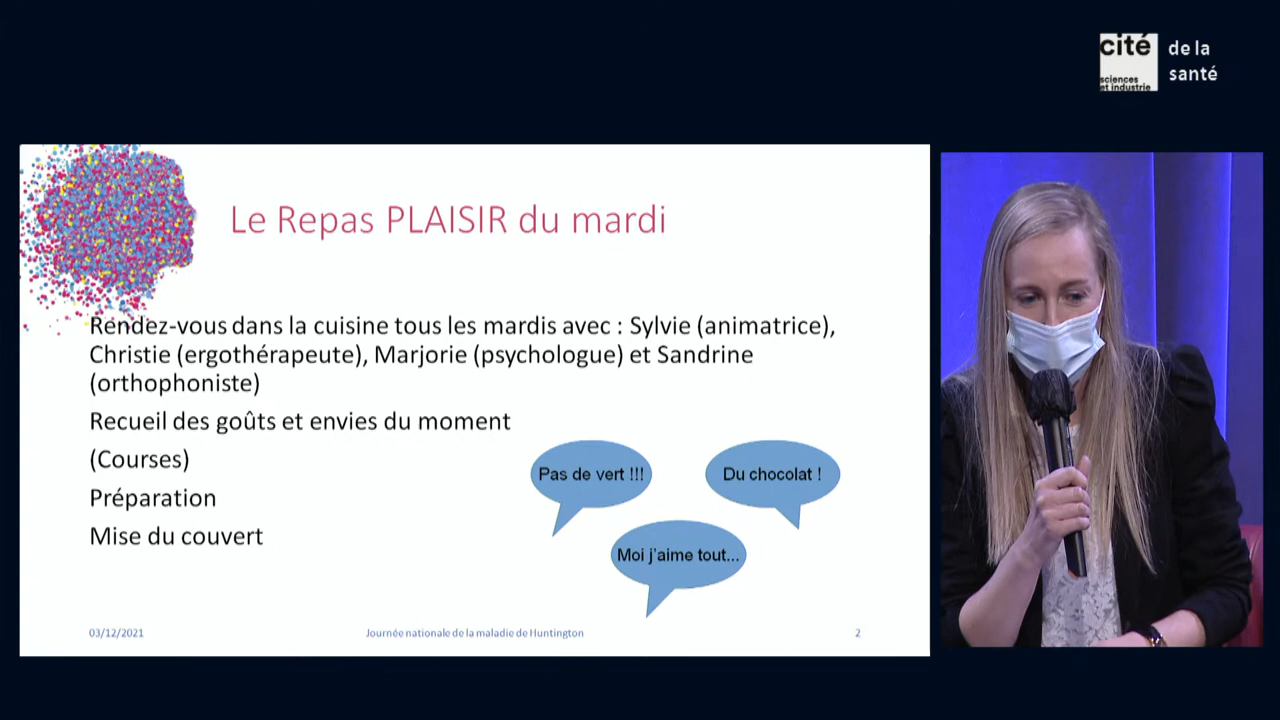 cité
sciences
et industrie
de la
santé
Le Repas PLAISIR du mardi
Rendez-vous dans la cuisine tous les mardis avec : Sylvie (animatrice),
Christie (ergothérapeute), Marjorie (psychologue) et Sandrine
(orthophoniste)
Recueil des goûts et envies du moment
(Courses)
Préparation
Mise du couvert
Pas de vert !!!
Du chocolat !
Moi j'aime tout...
03/12/2021
Journée nationale de la maladie de Huntington
2